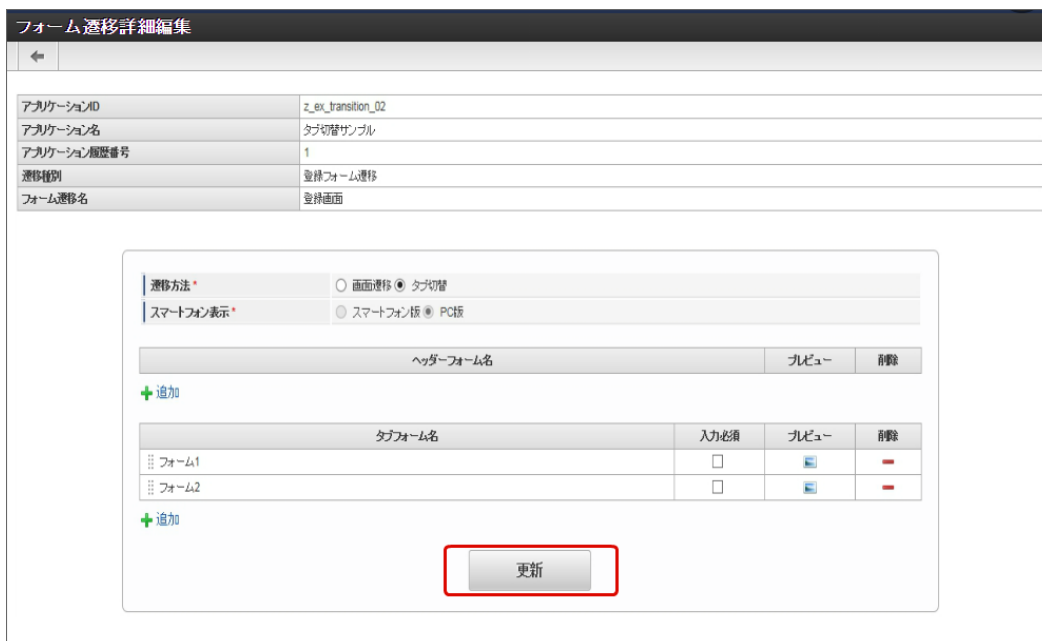 フォーム遷移詳細編集
アプリケーションID z_ex_transition_02
アプリケーション名 タブ切替サンプル
アプリケーション履歴番号 1
遷移種別 登録フォーム遷移
フォーム遷移名 登録画面
遷移方法* 画面遷移 タブ切替
スマートフォン表示* スマートフォン版 PC版
ヘッダーフォーム名 プレビュー 削除
追加
タブフォーム名 入力必須 プレビュー 削除
フォーム1
フォーム2
追加
更新